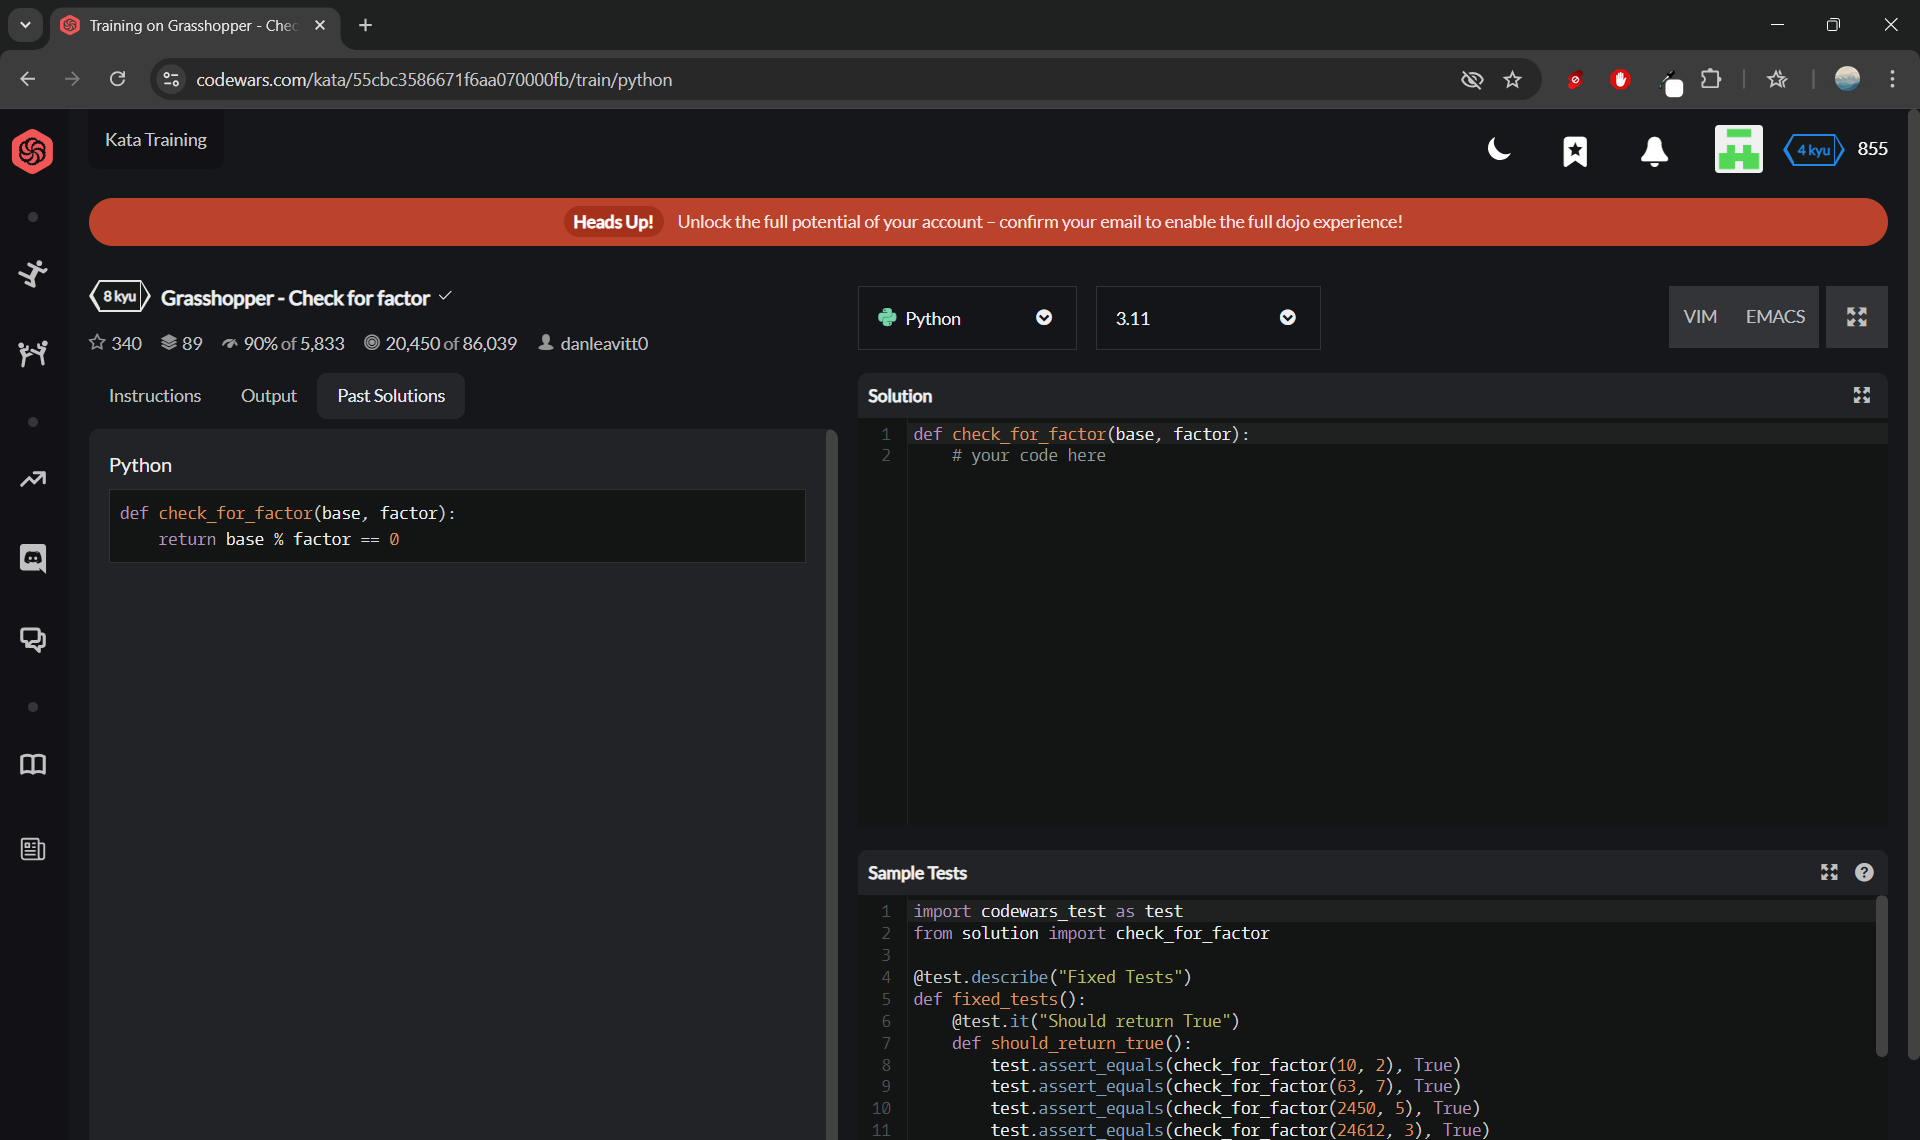 Training on Grasshopper - Chec
codewars.com/kata/55cbc3586671f6aa070000fb/train/python
Kata Training
4 kyu 855
Heads Up! Unlock the full potential of your account – confirm your email to enable the full dojo experience!
8 kyu Grasshopper - Check for factor
340 89 90% of 5,833 20,450 of 86,039 danleavitt0
Python
3.11
VIM EMACS
Instructions Output Past Solutions
Python
def check_for_factor(base, factor):
    return base % factor == 0
Solution
1 def check_for_factor(base, factor):
2     # your code here
Sample Tests
1 import codewars_test as test
2 from solution import check_for_factor
3
4 @test.describe("Fixed Tests")
5 def fixed_tests():
6     @test.it("Should return True")
7     def should_return_true():
8         test.assert_equals(check_for_factor(10, 2), True)
9         test.assert_equals(check_for_factor(63, 7), True)
10         test.assert_equals(check_for_factor(2450, 5), True)
11         test.assert_equals(check_for_factor(24612, 3), True)